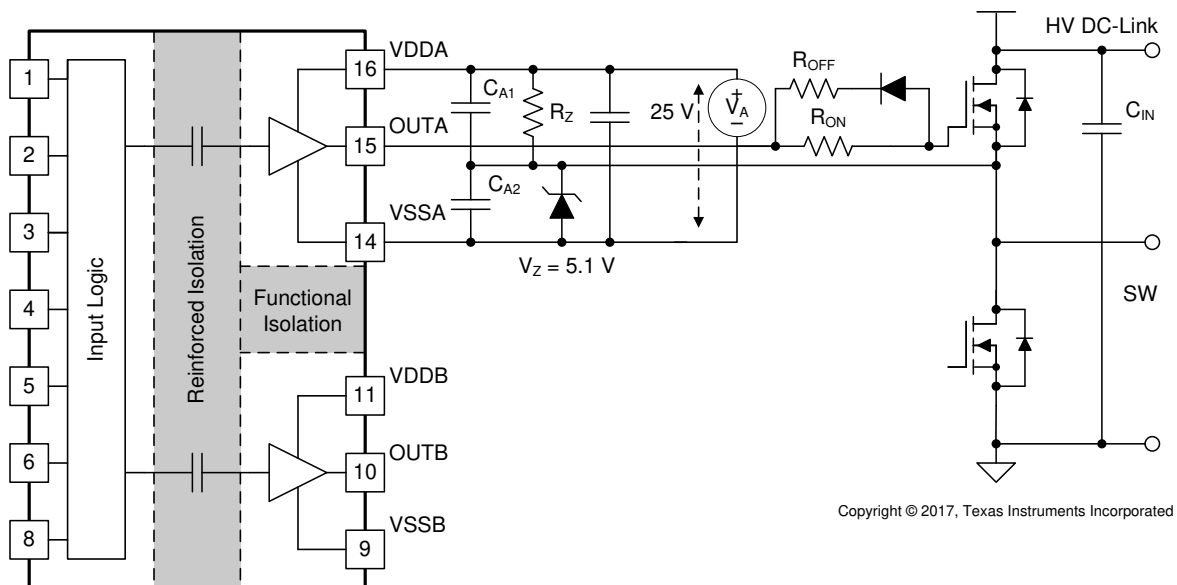 1
2
3
4
5
6
8
Input Logic
Reinforced Isolation
Functional
Isolation
VDDA
16
OUTA
15
VSSA
14
VDDB
11
OUTB
10
VSSB
9
CA1
RZ
CA2
VZ = 5.1 V
25 V
+
VA
−
ROFF
RON
HV DC-Link
CIN
SW
Copyright © 2017, Texas Instruments Incorporated